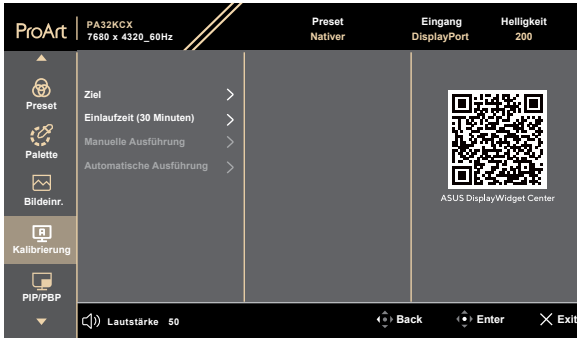 ProArt
PA32KCX
7680 x 4320_60Hz
Preset
Nativer
Eingang
DisplayPort
Helligkeit
200
Preset
Palette
Bildeinr.
Kalibrierung
PIP/PBP
Ziel
Einlaufzeit (30 Minuten)
Manuelle Ausführung
Automatische Ausführung
ASUS DisplayWidget Center
Lautstärke 50
Back
Enter
Exit